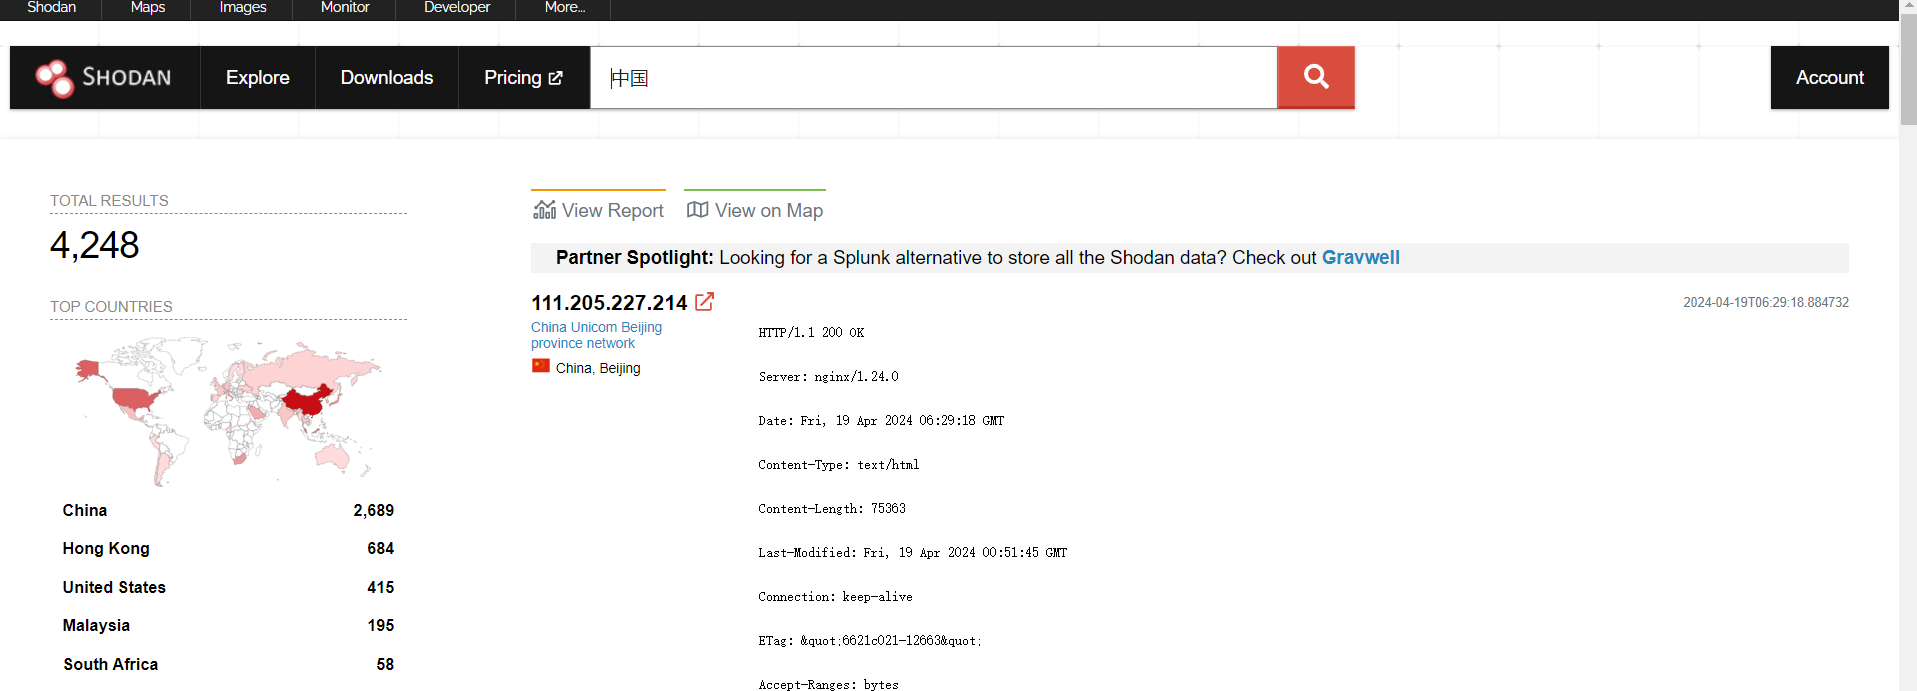 Shodan Maps Images Monitor Developer More...
SHODAN Explore Downloads Pricing 中国 Account
TOTAL RESULTS
4,248
TOP COUNTRIES
China 2,689
Hong Kong 684
United States 415
Malaysia 195
South Africa 58
View Report View on Map
Partner Spotlight: Looking for a Splunk alternative to store all the Shodan data? Check out Gravwell
111.205.227.214
2024-04-19T06:29:18.884732
China Unicom Beijing
province network
China, Beijing
HTTP/1.1 200 OK
Server: nginx/1.24.0
Date: Fri, 19 Apr 2024 06:29:18 GMT
Content-Type: text/html
Content-Length: 75363
Last-Modified: Fri, 19 Apr 2024 00:51:45 GMT
Connection: keep-alive
ETag: &quot;6621c021-12663&quot;
Accept-Ranges: bytes